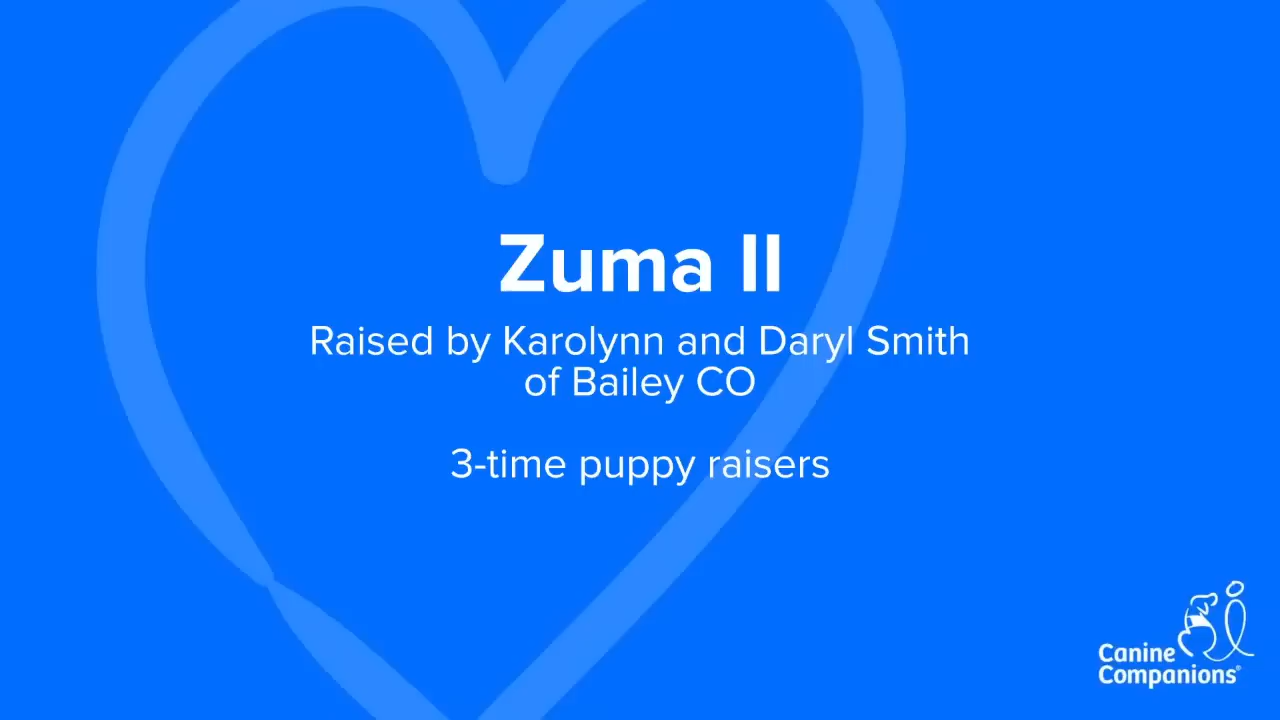 Zuma II
Raised by Karolynn and Daryl Smith
of Bailey CO
3-time puppy raisers
Canine
Companions®